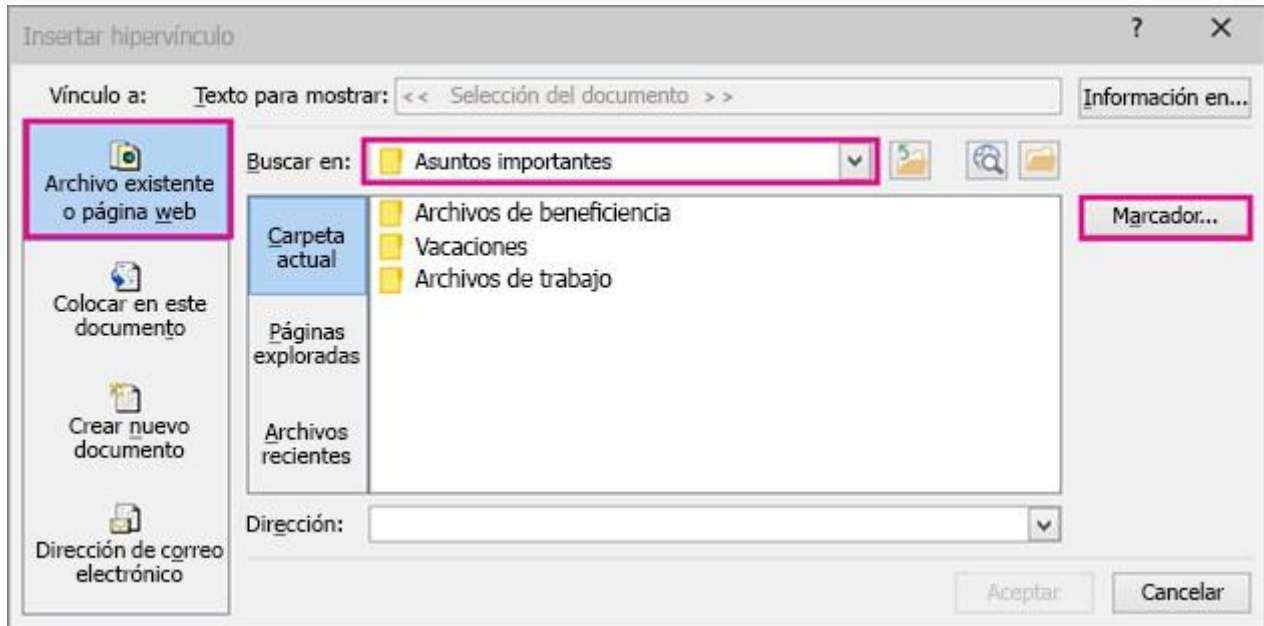 Insertar hipervínculo
?
Vínculo a:
Texto para mostrar:
<< Selección del documento >>
Información en...
Archivo existente
o página web
Colocar en este
documento
Crear nuevo
documento
Dirección de correo
electrónico
Buscar en:
Asuntos importantes
Carpeta
actual
Páginas
exploradas
Archivos
recientes
Archivos de beneficiencia
Vacaciones
Archivos de trabajo
Marcador...
Dirección:
Aceptar
Cancelar